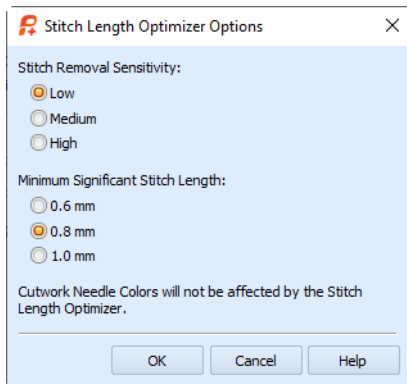 Stitch Length Optimizer Options
Stitch Removal Sensitivity:
Low
Medium
High
Minimum Significant Stitch Length:
0.6 mm
0.8 mm
1.0 mm
Cutwork Needle Colors will not be affected by the Stitch
Length Optimizer.
OK Cancel Help